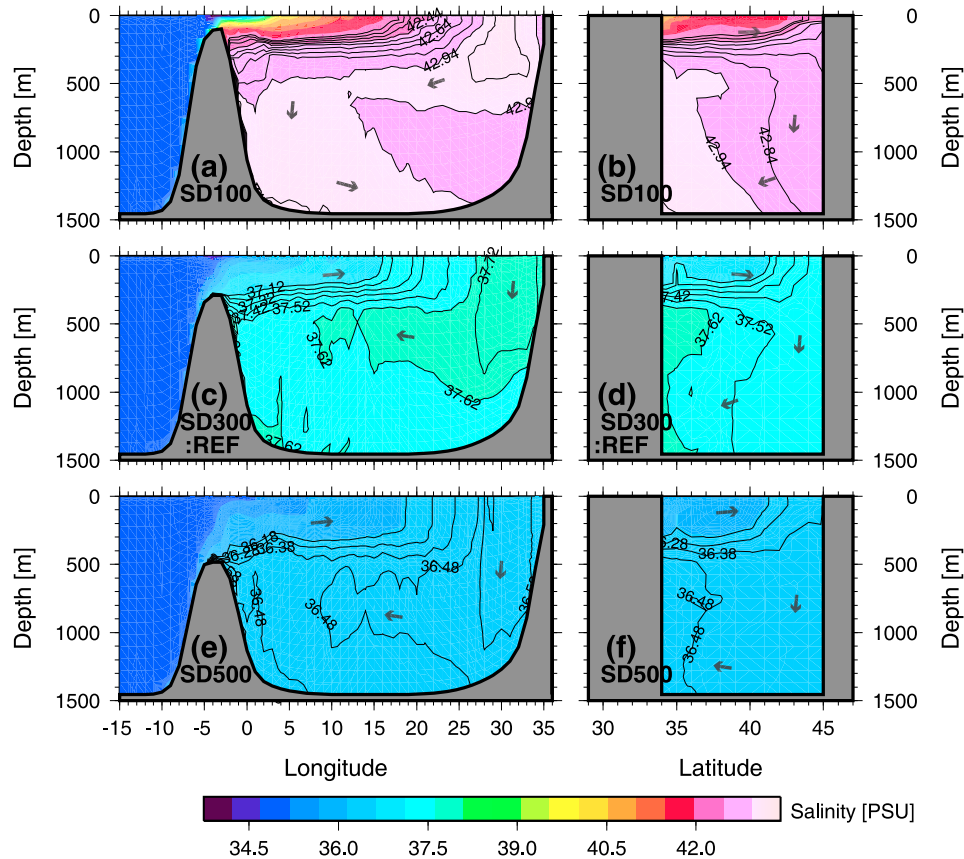 0
500
1000
1500
Depth [m]
42.44
42.64
42.94
(a)
SD100
42.94
42.84
(b)
SD100
0
500
1000
1500
Depth [m]
0
500
1000
1500
Depth [m]
37.12
37.42
37.52
37.72
37.62
37.62
37.62
(c)
SD300
:REF
37.42
37.62
37.52
(d)
SD300
:REF
0
500
1000
1500
Depth [m]
0
500
1000
1500
Depth [m]
36.18
36.28
36.38
36.48
36.48
36.48
(e)
SD500
36.38
36.48
36.48
(f)
SD500
0
500
1000
1500
Depth [m]
-15 -10 -5 0 5 10 15 20 25 30 35
30 35 40 45
Longitude
Latitude
Salinity [PSU]
34.5 36.0 37.5 39.0 40.5 42.0